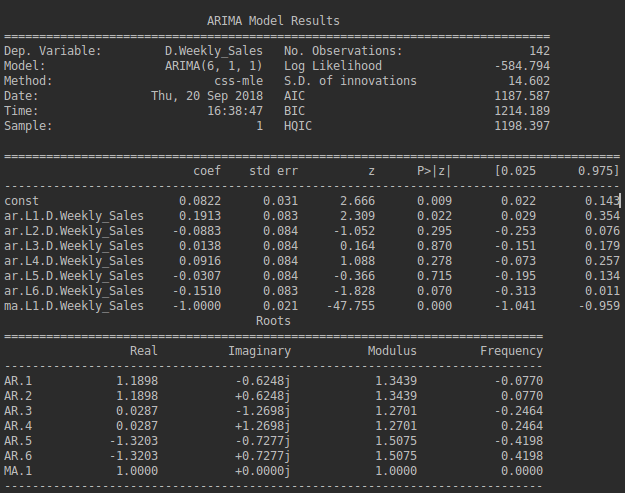 ARIMA Model Results
==============================================================================
Dep. Variable: D.Weekly_Sales No. Observations: 142
Model: ARIMA(6, 1, 1) Log Likelihood -584.794
Method: css-mle S.D. of innovations 14.602
Date: Thu, 20 Sep 2018 AIC 1187.587
Time: 16:38:47 BIC 1214.189
Sample: 1 HQIC 1198.397
========================================================================================
coef std err z P>|z| [0.025 0.975]
----------------------------------------------------------------------------------------
const 0.0822 0.031 2.666 0.009 0.022 0.143
ar.L1.D.Weekly_Sales 0.1913 0.083 2.309 0.022 0.029 0.354
ar.L2.D.Weekly_Sales -0.0883 0.084 -1.052 0.295 -0.253 0.076
ar.L3.D.Weekly_Sales 0.0138 0.084 0.164 0.870 -0.151 0.179
ar.L4.D.Weekly_Sales 0.0916 0.084 1.088 0.278 -0.073 0.257
ar.L5.D.Weekly_Sales -0.0307 0.084 -0.366 0.715 -0.195 0.134
ar.L6.D.Weekly_Sales -0.1510 0.083 -1.828 0.070 -0.313 0.011
ma.L1.D.Weekly_Sales -1.0000 0.021 -47.755 0.000 -1.041 -0.959
Roots
=============================================================================
Real Imaginary Modulus Frequency
-----------------------------------------------------------------------------
AR.1 1.1898 -0.6248j 1.3439 -0.0770
AR.2 1.1898 +0.6248j 1.3439 0.0770
AR.3 0.0287 -1.2698j 1.2701 -0.2464
AR.4 0.0287 +1.2698j 1.2701 0.2464
AR.5 -1.3203 -0.7277j 1.5075 -0.4198
AR.6 -1.3203 +0.7277j 1.5075 0.4198
MA.1 1.0000 +0.0000j 1.0000 0.0000
-----------------------------------------------------------------------------